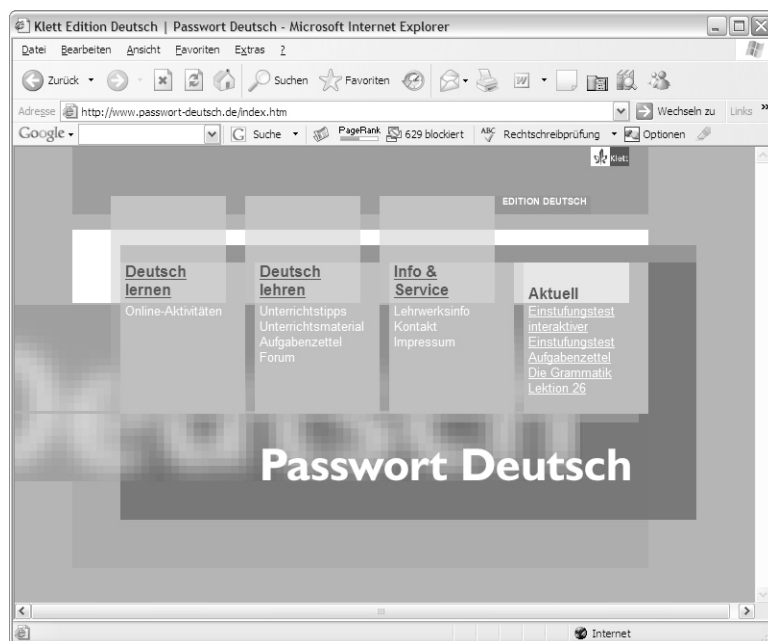 Klett Edition Deutsch | Passwort Deutsch - Microsoft Internet Explorer
Datei Bearbeiten Ansicht Favoriten Extras ?
Zurück Suchen Favoriten W
Adresse http://www.passwort-deutsch.de/index.htm Wechseln zu Links »
Google Suche PageRank 629 blockiert ABC Rechtschreibprüfung Optionen
Klett
EDITION DEUTSCH
Deutsch
lernen
Online-Aktivitäten
Deutsch
lehren
Unterrichtstipps
Unterrichtsmaterial
Aufgabenzettel
Forum
Info &
Service
Lehrwerksinfo
Kontakt
Impressum
Aktuell
Einstufungstest
interaktiver
Einstufungstest
Aufgabenzettel
Die Grammatik
Lektion 26
Passwort Deutsch
Internet